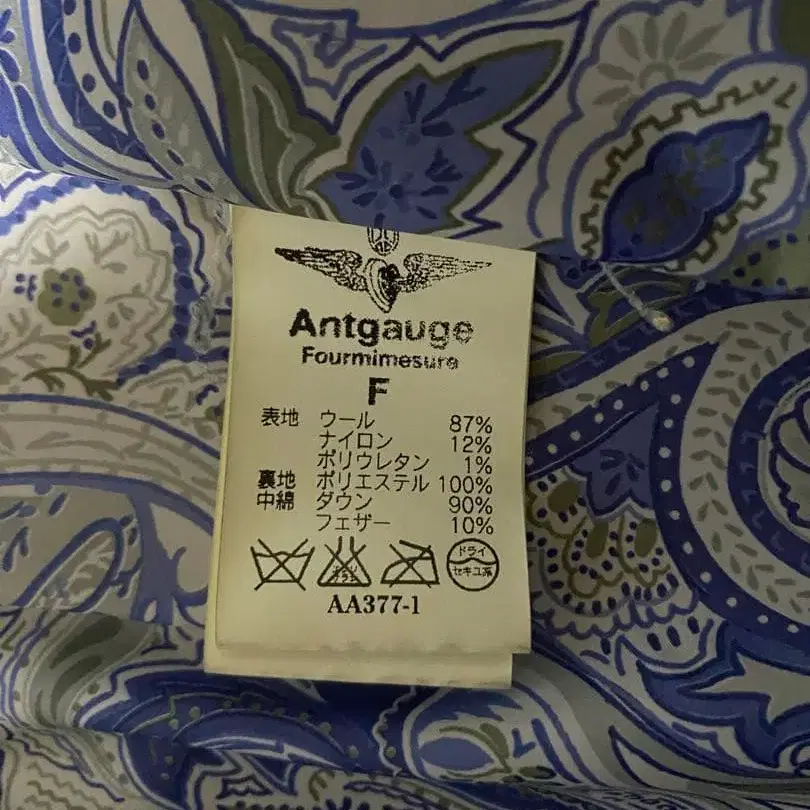 Antgauge
Fourmimesure
F
表地 ウール 87%
ナイロン 12%
ポリウレタン 1%
裏地 ポリエステル 100%
中綿 ダウン 90%
フェザー 10%
ドライ
セキユ系
AA377-1